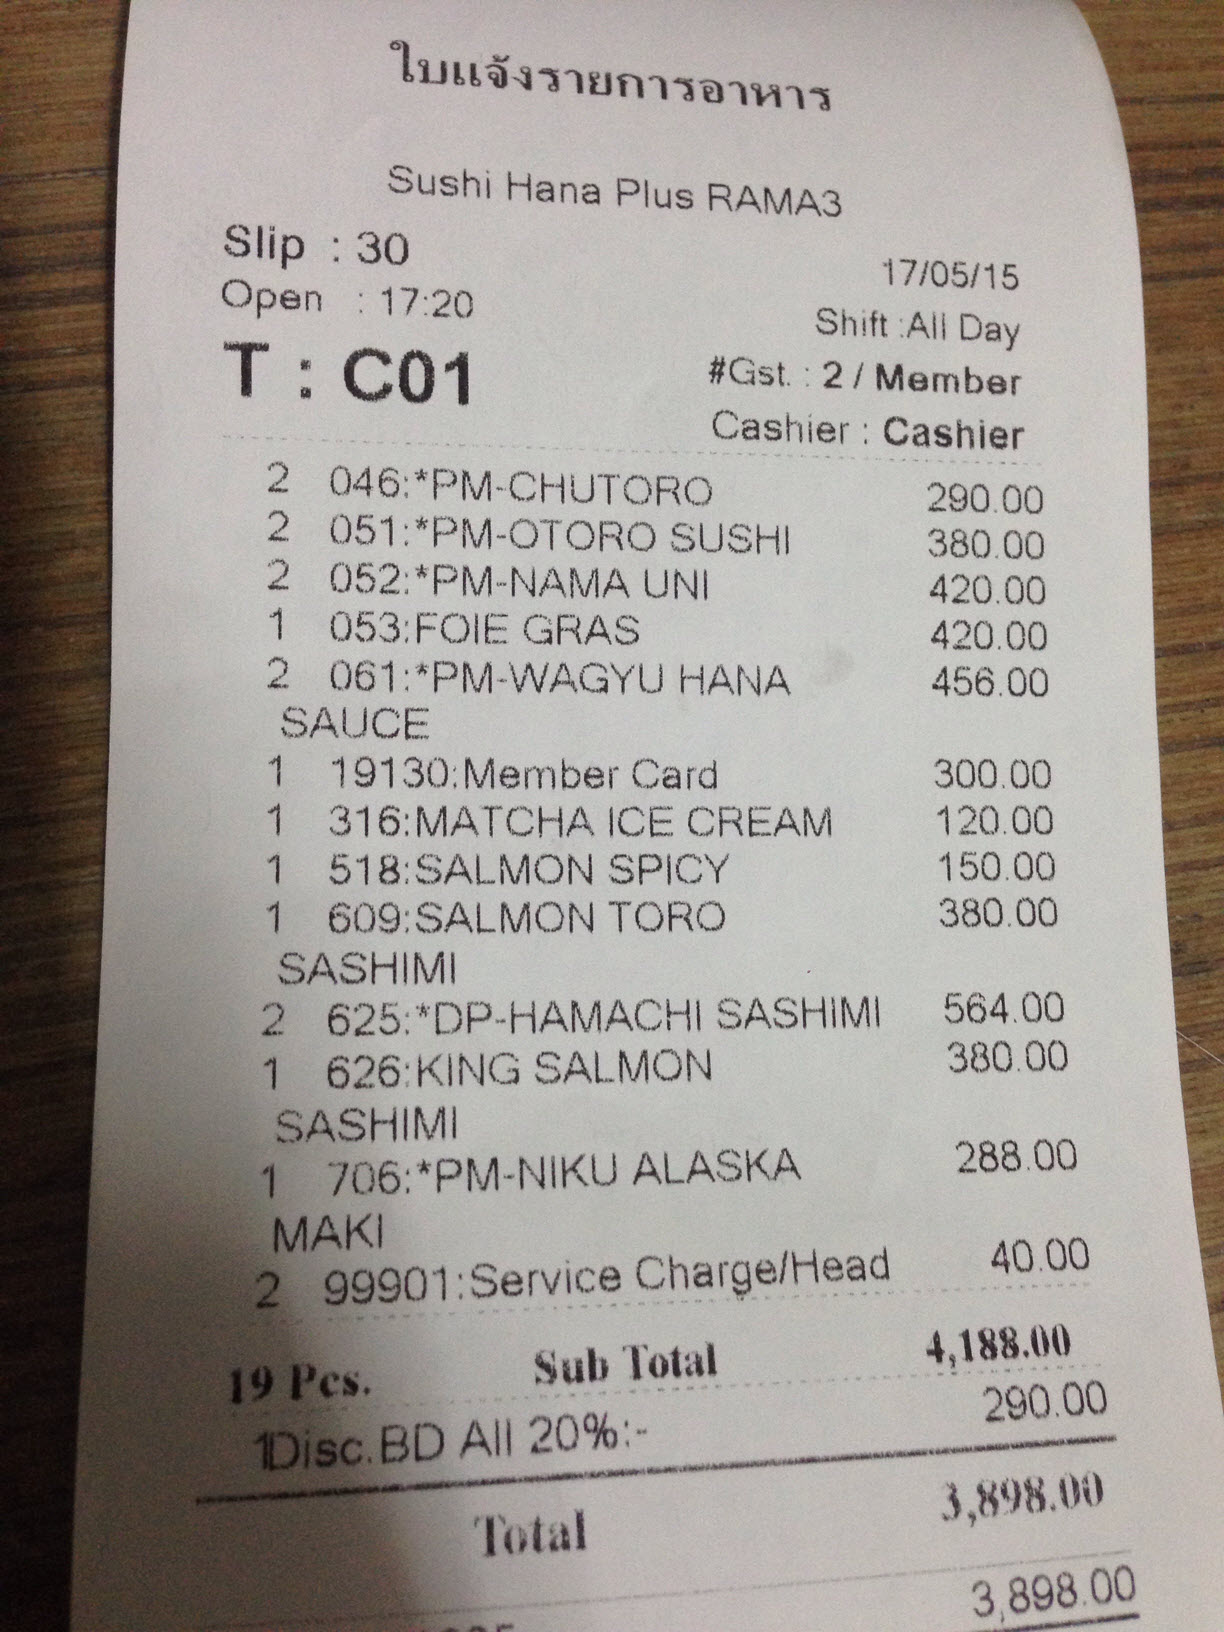 ใบแจ้งรายการอาหาร
Sushi Hana Plus RAMA3
Slip : 30
17/05/15
Open : 17:20
Shift :All Day
T : C01
#Gst. : 2 / Member
Cashier : Cashier
2 046:*PM-CHUTORO 290.00
2 051:*PM-OTORO SUSHI 380.00
2 052:*PM-NAMA UNI 420.00
1 053:FOIE GRAS 420.00
2 061:*PM-WAGYU HANA 456.00
SAUCE
1 19130:Member Card 300.00
1 316:MATCHA ICE CREAM 120.00
1 518:SALMON SPICY 150.00
1 609:SALMON TORO 380.00
SASHIMI
2 625:*DP-HAMACHI SASHIMI 564.00
1 626:KING SALMON 380.00
SASHIMI
1 706:*PM-NIKU ALASKA 288.00
MAKI
2 99901:Service Charge/Head 40.00
19 Pcs. Sub Total 4,188.00
1Disc.BD All 20%:- 290.00
Total 3,898.00
3,898.00